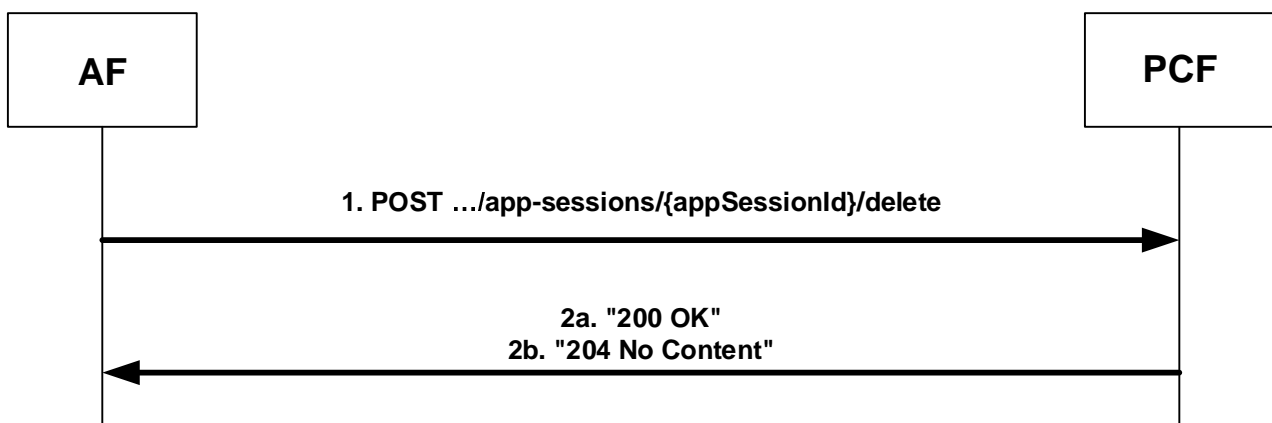 AF
PCF
1. POST …/app-sessions/{appSessionId}/delete
2a. "200 OK"
2b. "204 No Content"